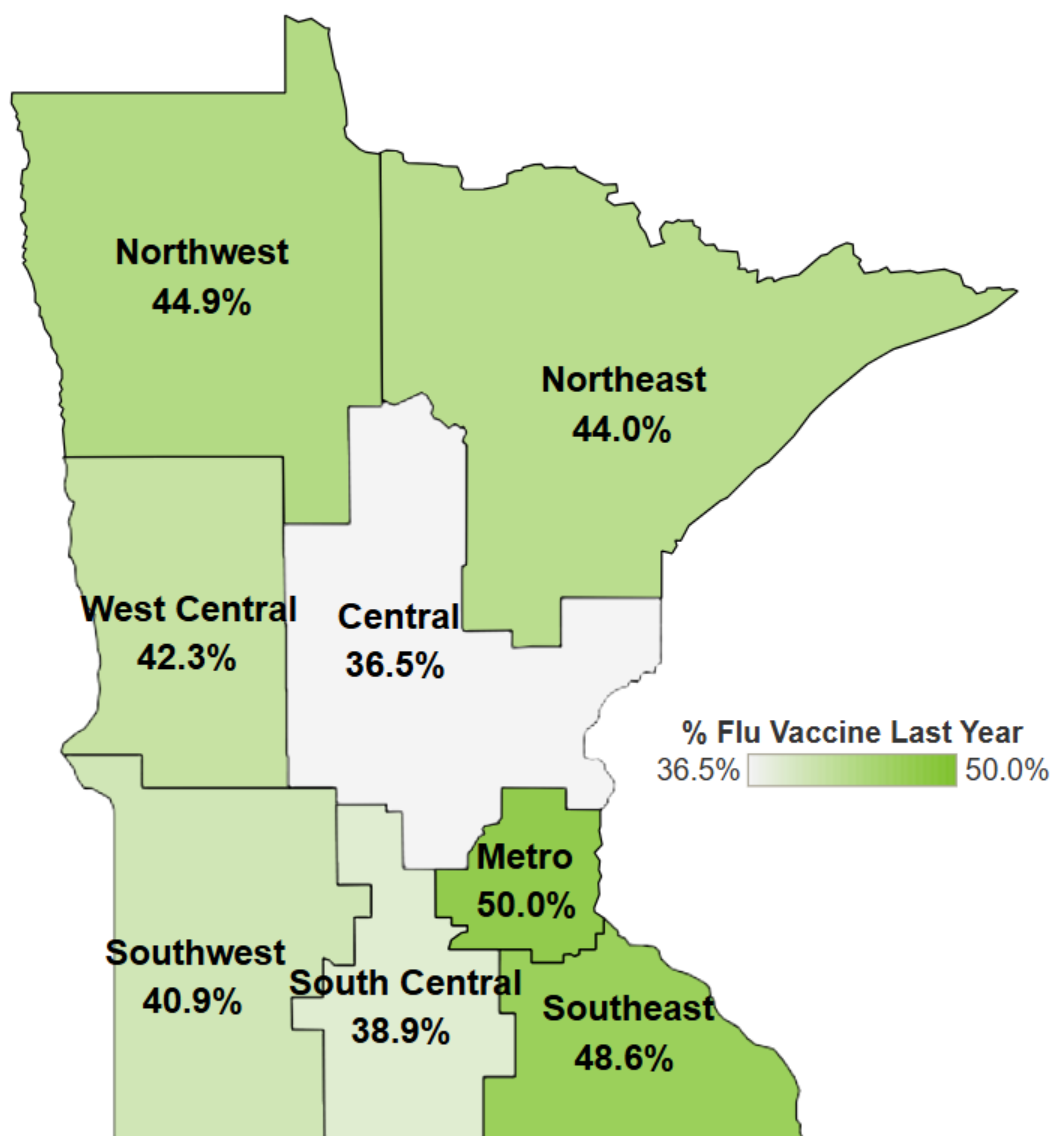 Northwest
44.9%
Northeast
44.0%
West Central
42.3%
Central
36.5%
% Flu Vaccine Last Year
36.5% 50.0%
Metro
50.0%
Southwest
40.9%
South Central
38.9%
Southeast
48.6%